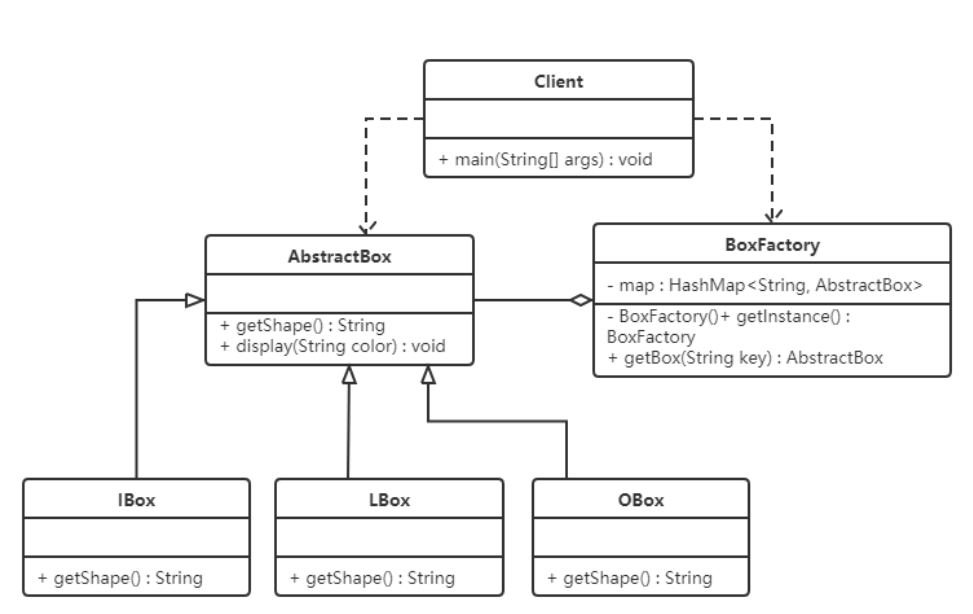 Client
+ main(String[] args) : void
AbstractBox
+ getShape() : String
+ display(String color) : void
BoxFactory
- map : HashMap<String, AbstractBox>
- BoxFactory()+ getInstance() :
BoxFactory
+ getBox(String key) : AbstractBox
IBox
+ getShape() : String
LBox
+ getShape() : String
OBox
+ getShape() : String